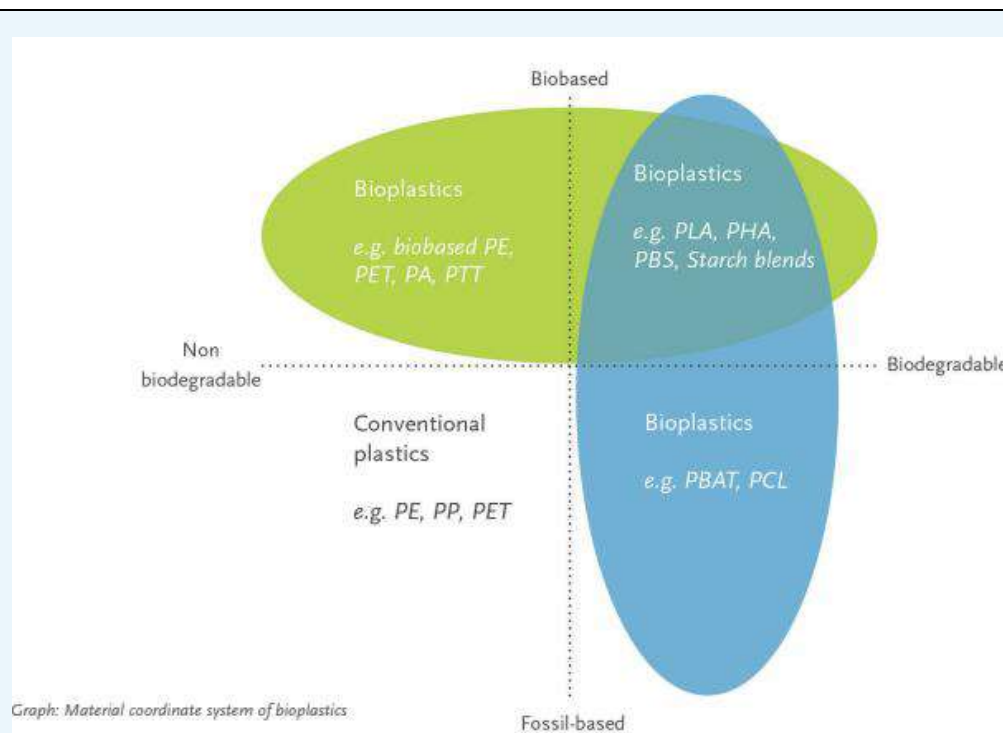 Biobased
Bioplastics
e.g. biobased PE,
PET, PA, PTT
Bioplastics
e.g. PLA, PHA,
PBS, Starch blends
Non
biodegradable
Biodegradable
Conventional
plastics
e.g. PE, PP, PET
Bioplastics
e.g. PBAT, PCL
Graph: Material coordinate system of bioplastics
Fossil-based